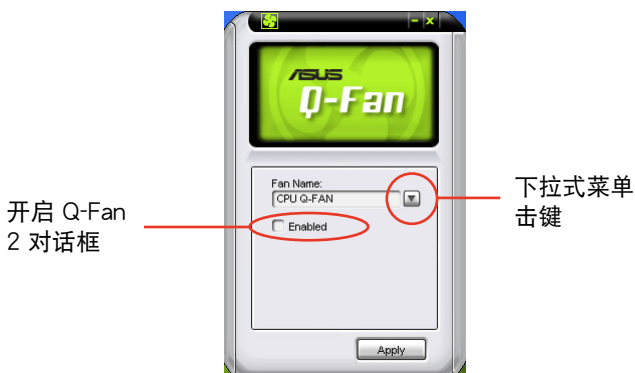 ASUS
Q-Fan
Fan Name:
CPU Q-FAN
Enabled
Apply
开启 Q-Fan
2 对话框
下拉式菜单
击键